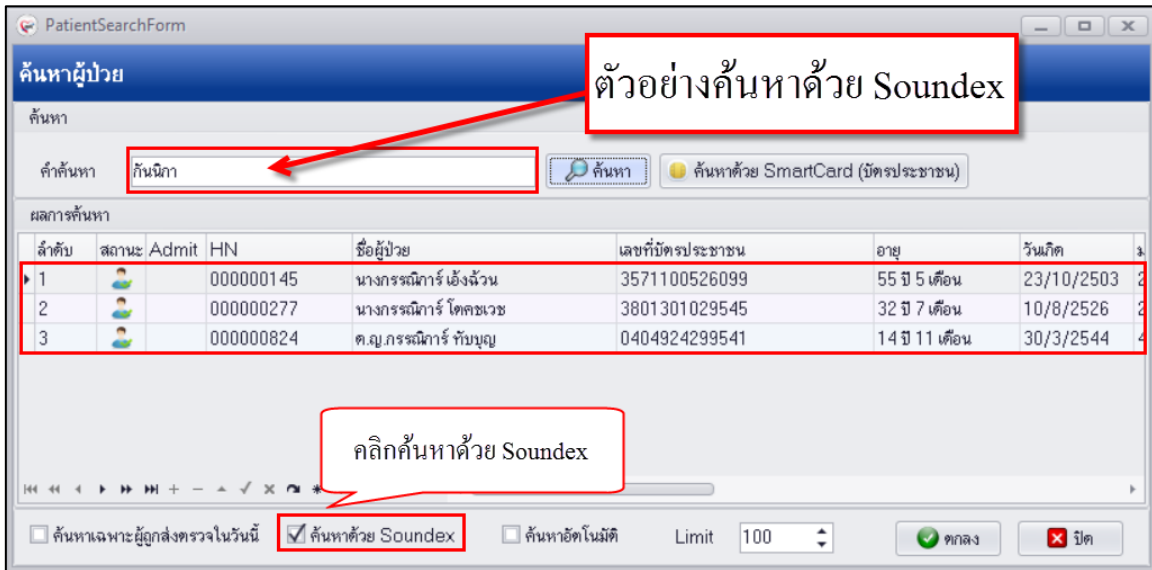 PatientSearchForm
ค้นหาผู้ป่วย
ตัวอย่างค้นหาด้วย Soundex
ค้นหา
คำค้นหา กันนิกา ค้นหา ค้นหาด้วย SmartCard (บัตรประชาชน)
ผลการค้นหา
ลำดับ สถานะ Admit HN ชื่อผู้ป่วย เลขที่บัตรประชาชน อายุ วันเกิด
1 000000145 นางกรรณิการ์ เอ้งฉ้วน 3571100526099 55 ปี 5 เดือน 23/10/2503 2
2 000000277 นางกรรณิการ์ โตคชเวช 3801301029545 32 ปี 7 เดือน 10/8/2526 2
3 000000824 ด.ญ.กรรณิการ์ ทับบุญ 0404924299541 14 ปี 11 เดือน 30/3/2544 4
คลิกค้นหาด้วย Soundex
ค้นหาเฉพาะผู้ถูกส่งตรวจในวันนี้ ค้นหาด้วย Soundex ค้นหาอัตโนมัติ Limit 100 ตกลง ปิด